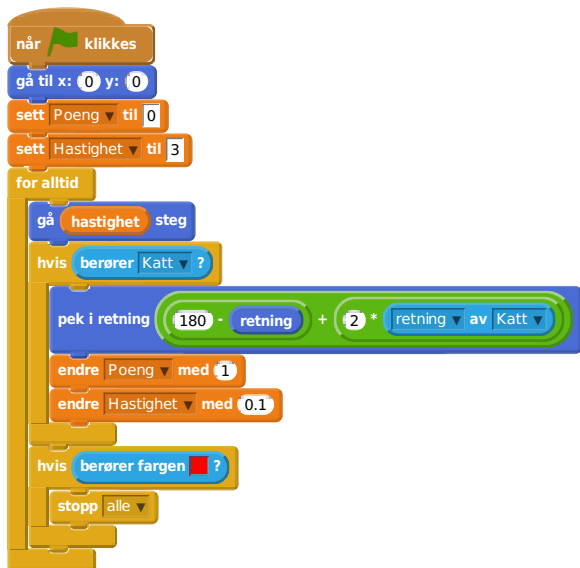 når klikkes
gå til x: 0 y: 0
sett Poeng til 0
sett Hastighet til 3
for alltid
gå hastighet steg
hvis berører Katt ?
pek i retning 180 - retning + 2 * retning av Katt
endre Poeng med 1
endre Hastighet med 0.1
hvis berører fargen ?
stopp alle